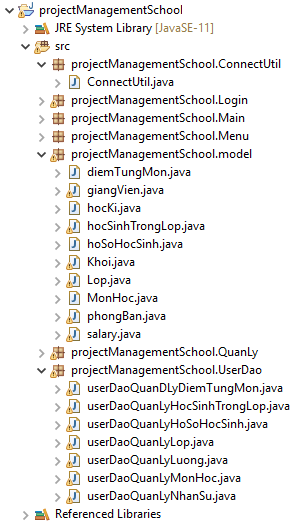 projectManagementSchool
JRE System Library [JavaSE-11]
src
projectManagementSchool.ConnectUtil
ConnectUtil.java
projectManagementSchool.Login
projectManagementSchool.Main
projectManagementSchool.Menu
projectManagementSchool.model
diemTungMon.java
giangVien.java
hocKi.java
hocSinhTrongLop.java
hoSoHocSinh.java
Khoi.java
Lop.java
MonHoc.java
phongBan.java
salary.java
projectManagementSchool.QuanLy
projectManagementSchool.UserDao
userDaoQuanDLyDiemTungMon.java
userDaoQuanLyHocSinhTrongLop.java
userDaoQuanLyHoSoHocSinh.java
userDaoQuanLyLop.java
userDaoQuanLyLuong.java
userDaoQuanLyMonHoc.java
userDaoQuanLyNhanSu.java
Referenced Libraries